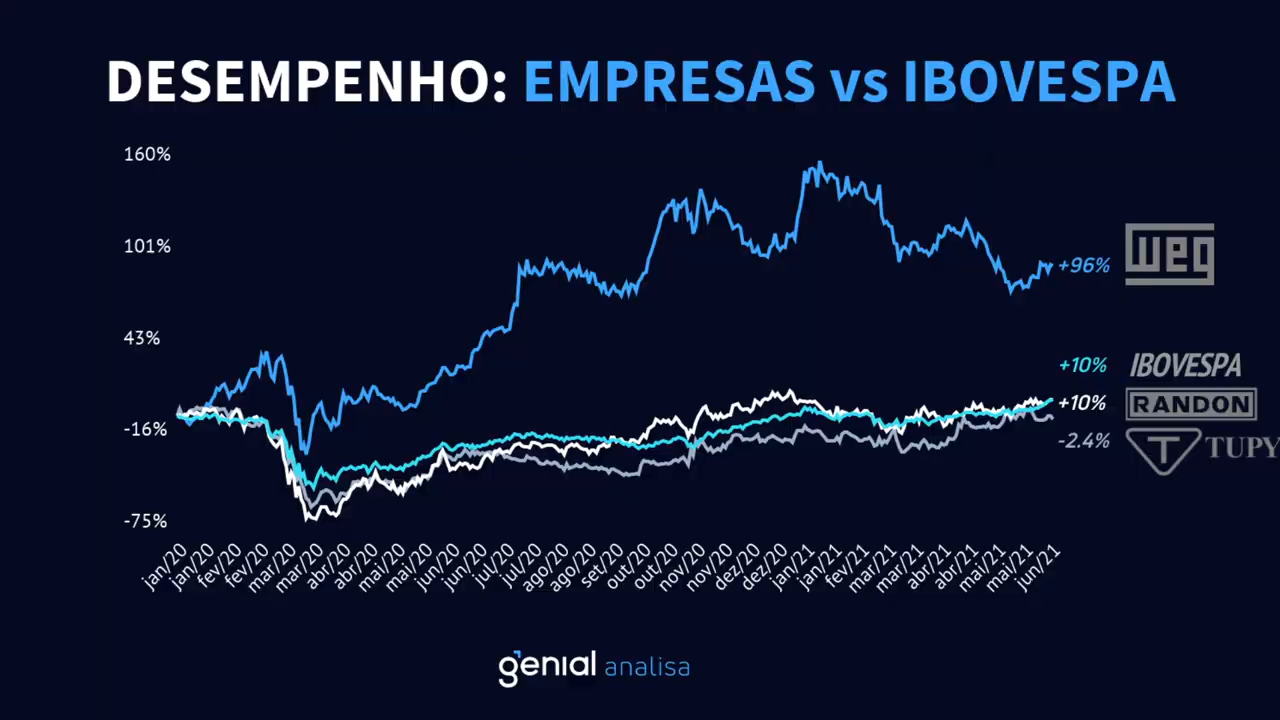 DESEMPENHO: EMPRESAS vs IBOVESPA
160%
101%
43%
-16%
-75%
+96% WEG
+10% IBOVESPA
+10% RANDON
-2.4% TUPY
jan/20 jan/20 fev/20 fev/20 mar/20 mar/20 abr/20 abr/20 mai/20 mai/20 jun/20 jun/20 jul/20 jul/20 ago/20 ago/20 set/20 out/20 out/20 nov/20 nov/20 dez/20 dez/20 jan/21 jan/21 fev/21 mar/21 mar/21 abr/21 abr/21 mai/21 mai/21 jun/21
genial analisa